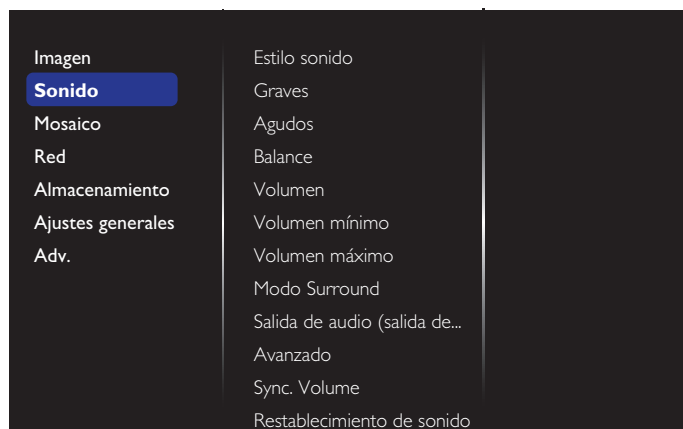 Imagen
Sonido
Mosaico
Red
Almacenamiento
Ajustes generales
Adv.
Estilo sonido
Graves
Agudos
Balance
Volumen
Volumen mínimo
Volumen máximo
Modo Surround
Salida de audio (salida de...
Avanzado
Sync. Volume
Restablecimiento de sonido